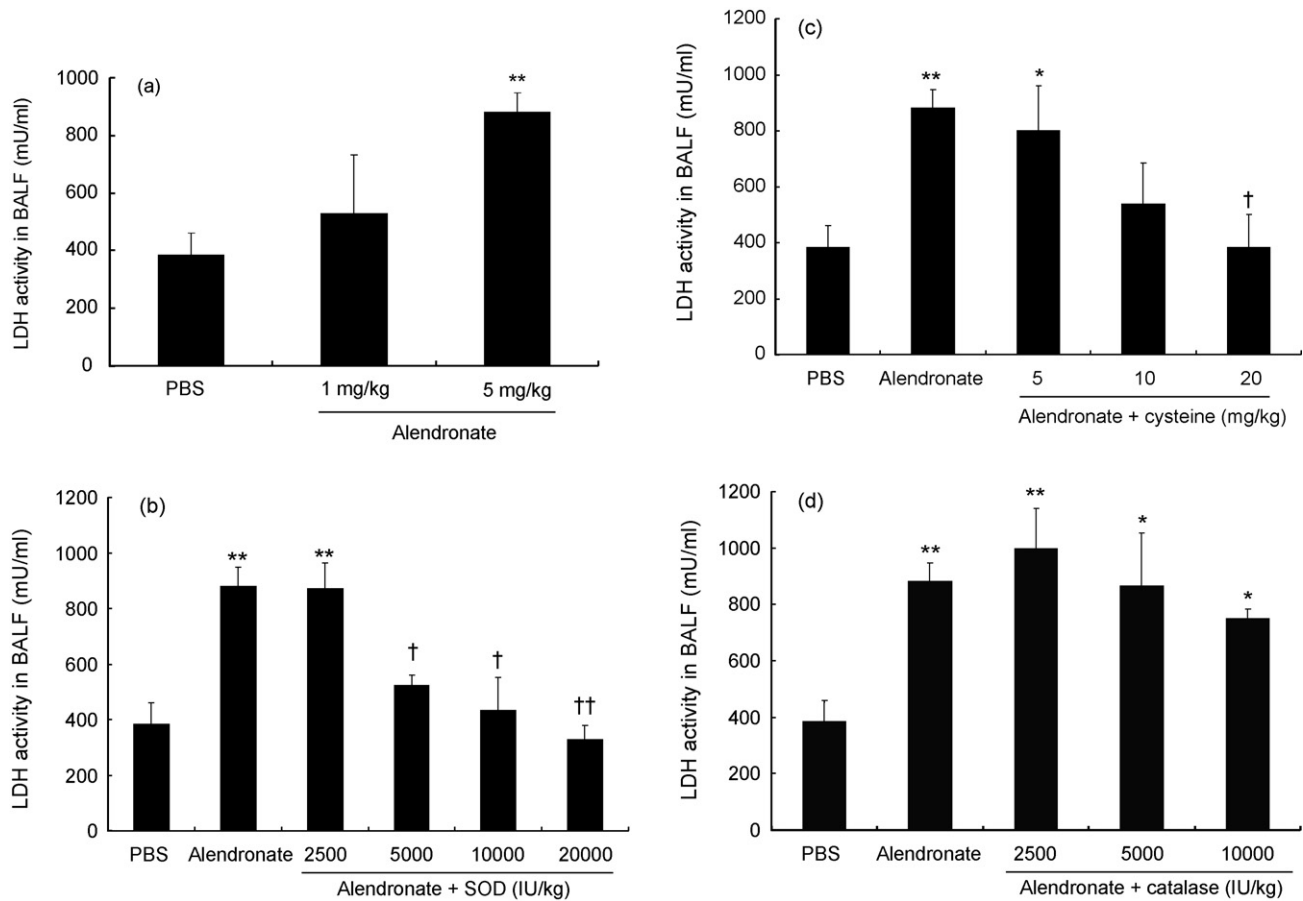 (a)
LDH activity in BALF (mU/ml)
1000
800
600
400
200
0
**
PBS
1 mg/kg
5 mg/kg
Alendronate
(c)
LDH activity in BALF (mU/ml)
1200
1000
800
600
400
200
0
**
*
†
PBS
Alendronate
5
10
20
Alendronate + cysteine (mg/kg)
(b)
LDH activity in BALF (mU/ml)
1200
1000
800
600
400
200
0
**
**
†
†
††
PBS
Alendronate
2500
5000
10000
20000
Alendronate + SOD (IU/kg)
(d)
LDH activity in BALF (mU/ml)
1200
1000
800
600
400
200
0
**
**
*
*
PBS
Alendronate
2500
5000
10000
Alendronate + catalase (IU/kg)